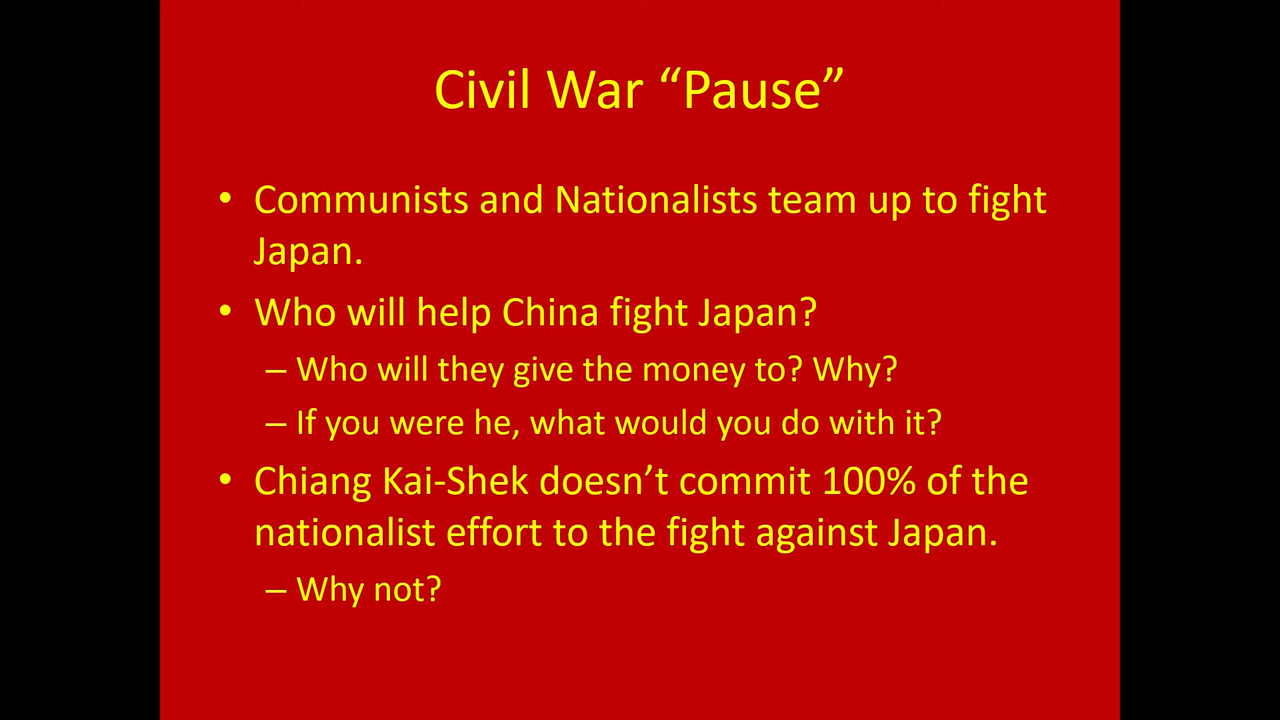 Civil War “Pause”
• Communists and Nationalists team up to fight
Japan.
• Who will help China fight Japan?
– Who will they give the money to? Why?
– If you were he, what would you do with it?
• Chiang Kai-Shek doesn’t commit 100% of the
nationalist effort to the fight against Japan.
– Why not?